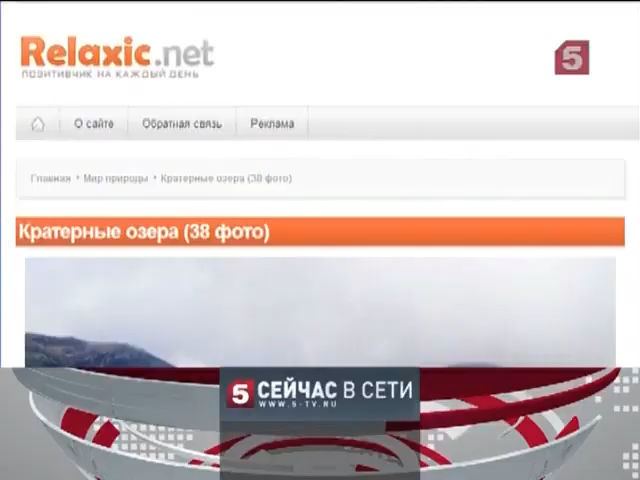 Relaxic.net
ПОЗИТИВЧИК НА КАЖДЫЙ ДЕНЬ
5
О сайте
Обратная связь
Реклама
Главная • Мир природы • Кратерные озера (38 фото)
Кратерные озера (38 фото)
5 СЕЙЧАС В СЕТИ
WWW.5-TV.RU